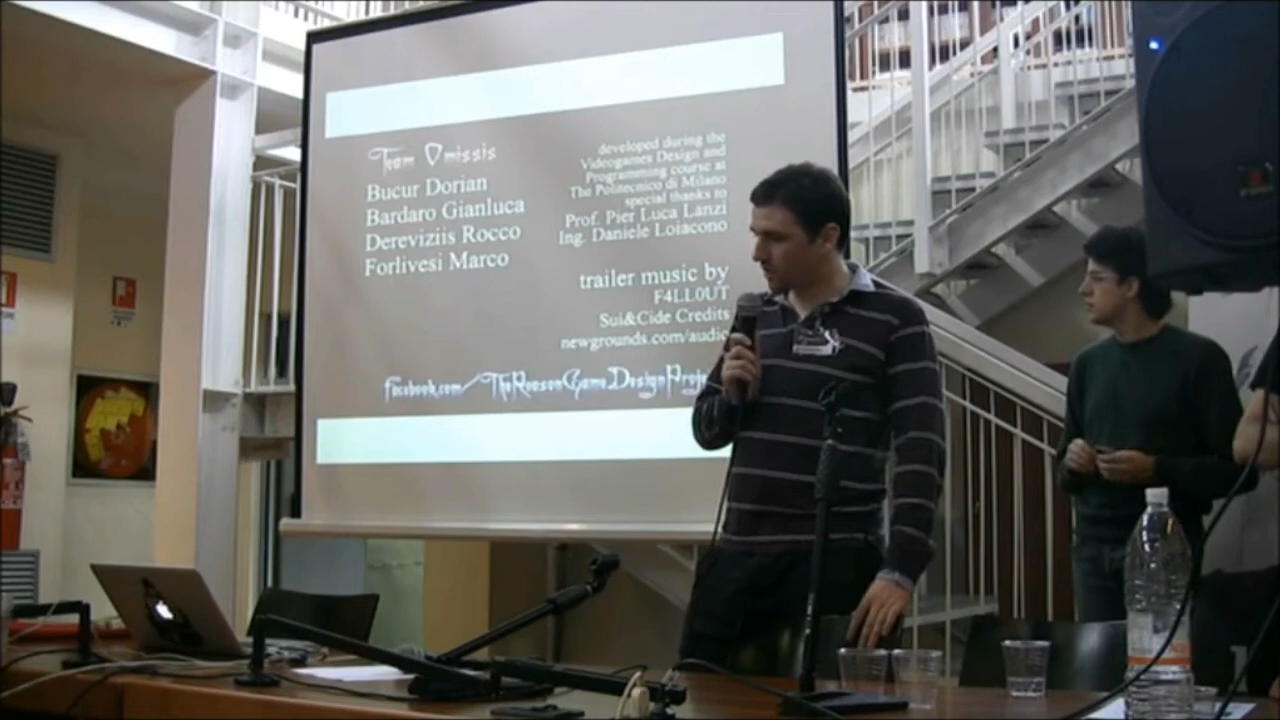 Team Omissis
Bucur Dorian
Bardaro Gianluca
Dereviziis Rocco
Forlivesi Marco
developed during the
Videogames Design and
Programming course at
The Politecnico di Milano
special thanks to
Prof. Pier Luca Lanzi
Ing. Daniele Loiacono
trailer music by
F4LL0UT
Sui&Cide Credits
newgrounds.com/audio
facebook.com/TheReasonGameDesignProje